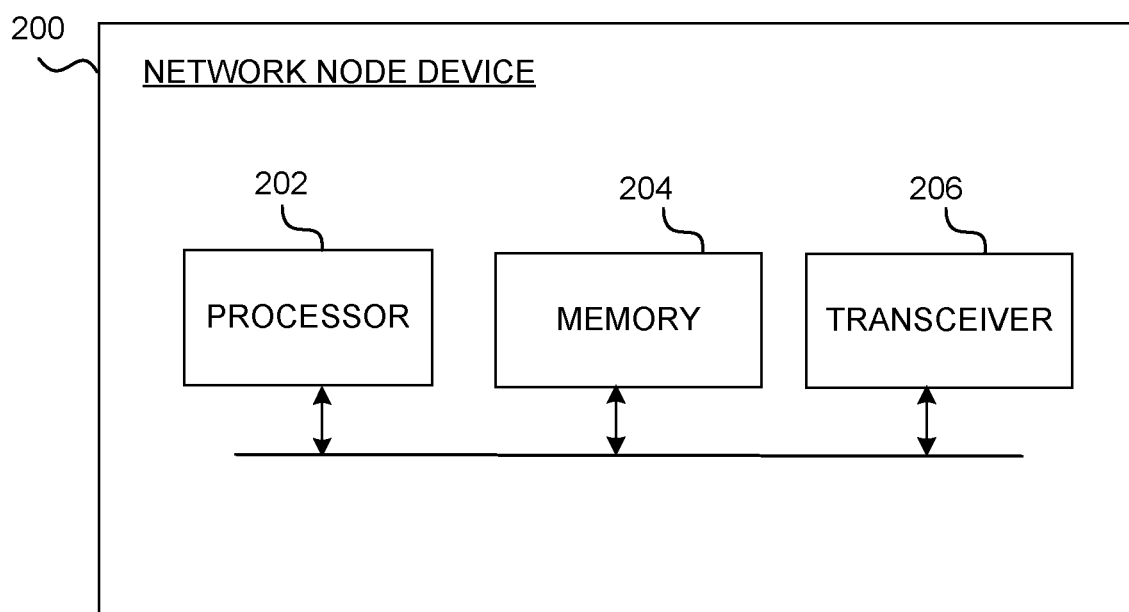 200
NETWORK NODE DEVICE
202
204
206
PROCESSOR
MEMORY
TRANSCEIVER